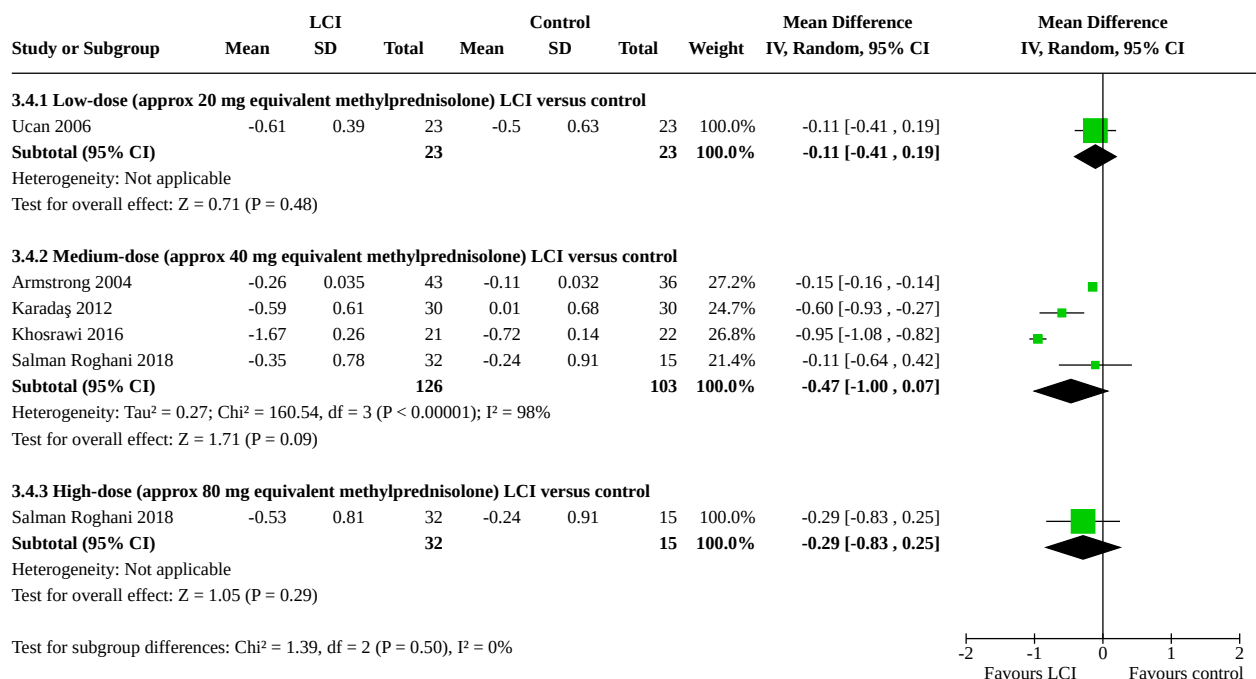 LCI Control Mean Difference Mean Difference
Study or Subgroup Mean SD Total Mean SD Total Weight IV, Random, 95% CI IV, Random, 95% CI
3.4.1 Low-dose (approx 20 mg equivalent methylprednisolone) LCI versus control
Ucan 2006 -0.61 0.39 23 -0.5 0.63 23 100.0% -0.11 [-0.41 , 0.19]
Subtotal (95% CI) 23 23 100.0% -0.11 [-0.41 , 0.19]
Heterogeneity: Not applicable
Test for overall effect: Z = 0.71 (P = 0.48)
3.4.2 Medium-dose (approx 40 mg equivalent methylprednisolone) LCI versus control
Armstrong 2004 -0.26 0.035 43 -0.11 0.032 36 27.2% -0.15 [-0.16 , -0.14]
Karadaş 2012 -0.59 0.61 30 0.01 0.68 30 24.7% -0.60 [-0.93 , -0.27]
Khosrawi 2016 -1.67 0.26 21 -0.72 0.14 22 26.8% -0.95 [-1.08 , -0.82]
Salman Roghani 2018 -0.35 0.78 32 -0.24 0.91 15 21.4% -0.11 [-0.64 , 0.42]
Subtotal (95% CI) 126 103 100.0% -0.47 [-1.00 , 0.07]
Heterogeneity: Tau² = 0.27; Chi² = 160.54, df = 3 (P < 0.00001); I² = 98%
Test for overall effect: Z = 1.71 (P = 0.09)
3.4.3 High-dose (approx 80 mg equivalent methylprednisolone) LCI versus control
Salman Roghani 2018 -0.53 0.81 32 -0.24 0.91 15 100.0% -0.29 [-0.83 , 0.25]
Subtotal (95% CI) 32 15 100.0% -0.29 [-0.83 , 0.25]
Heterogeneity: Not applicable
Test for overall effect: Z = 1.05 (P = 0.29)
Test for subgroup differences: Chi² = 1.39, df = 2 (P = 0.50), I² = 0%
-2 -1 0 1 2
Favours LCI Favours control